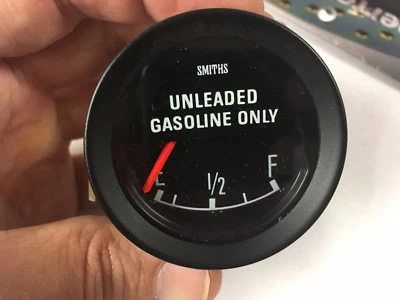 SMITHS
UNLEADED
GASOLINE ONLY
E 1/2 F